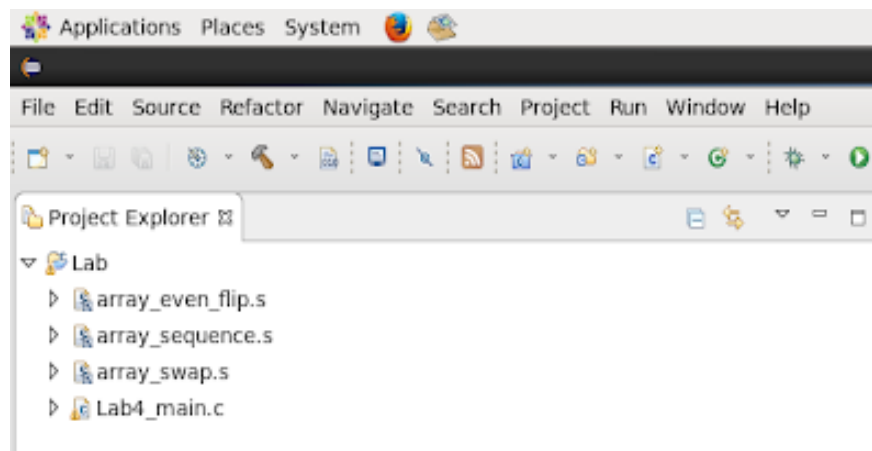 Applications Places System
File Edit Source Refactor Navigate Search Project Run Window Help
Project Explorer
Lab
array_even_flip.s
array_sequence.s
array_swap.s
Lab4_main.c